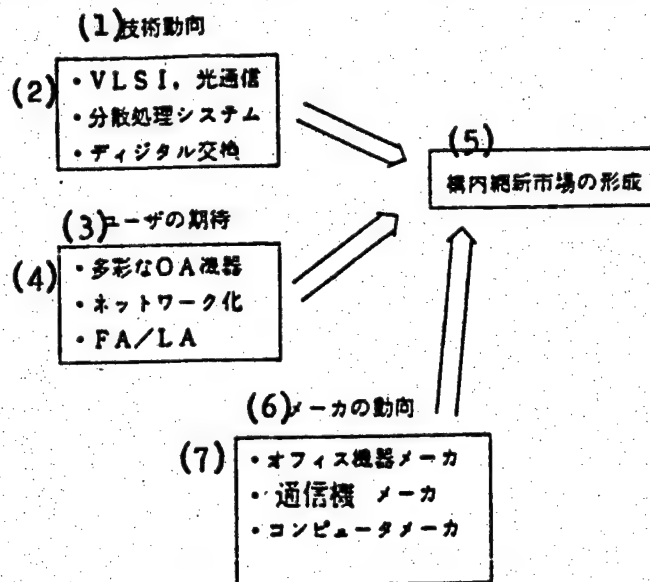 (1)技術動向
(2)
・VLSI，光通信
・分散処理システム
・ディジタル交換
(5)
構内網新市場の形成
(3)ユーザの期待
(4)
・多彩なOA機器
・ネットワーク化
・FA/LA
(6)メーカの動向
(7)
・オフィス機器メーカ
・通信機 メーカ
・コンピュータメーカ